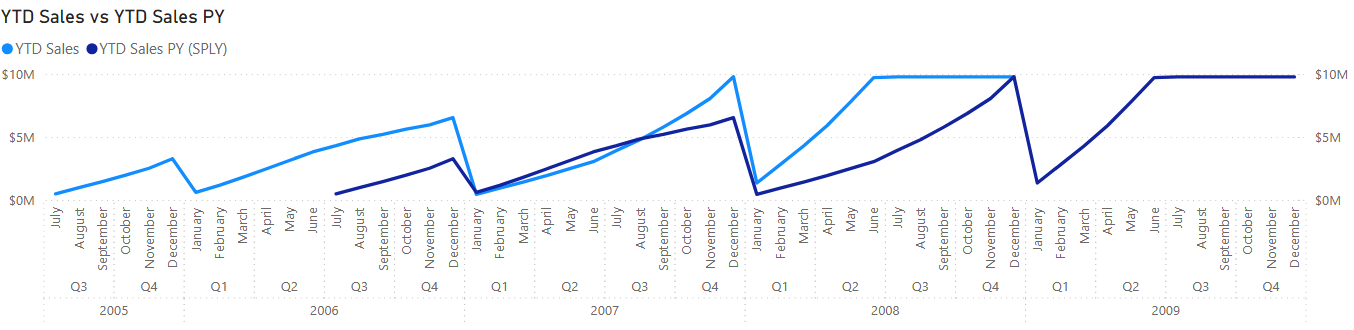 YTD Sales vs YTD Sales PY
YTD Sales YTD Sales PY (SPLY)
$10M $10M
$5M $5M
$0M $0M
July August September October November December January February March April May June July August September October November December January February March April May June July August September October November December January February March April May June July August September October November December January February March April May June July August September October November December
Q3 Q4 Q1 Q2 Q3 Q4 Q1 Q2 Q3 Q4 Q1 Q2 Q3 Q4 Q1 Q2 Q3 Q4
2005 2006 2007 2008 2009